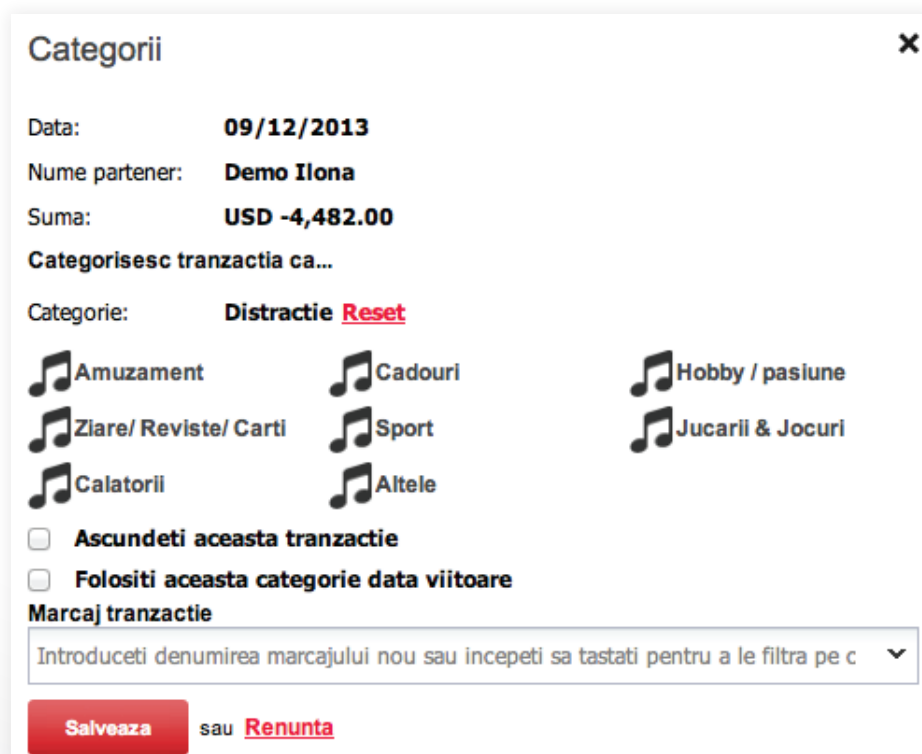 Categorii
Data: 09/12/2013
Nume partener: Demo Ilona
Suma: USD -4,482.00
Categorisesc tranzactia ca...
Categorie: Distractie Reset
Amuzament Cadouri Hobby / pasiune
Ziare/ Reviste/ Carti Sport Jucarii & Jocuri
Calatorii Altele
Ascundeti aceasta tranzactie
Folositi aceasta categorie data viitoare
Marcaj tranzactie
Introduceti denumirea marcajului nou sau incepeti sa tastati pentru a le filtra pe c
Salveaza sau Renunta